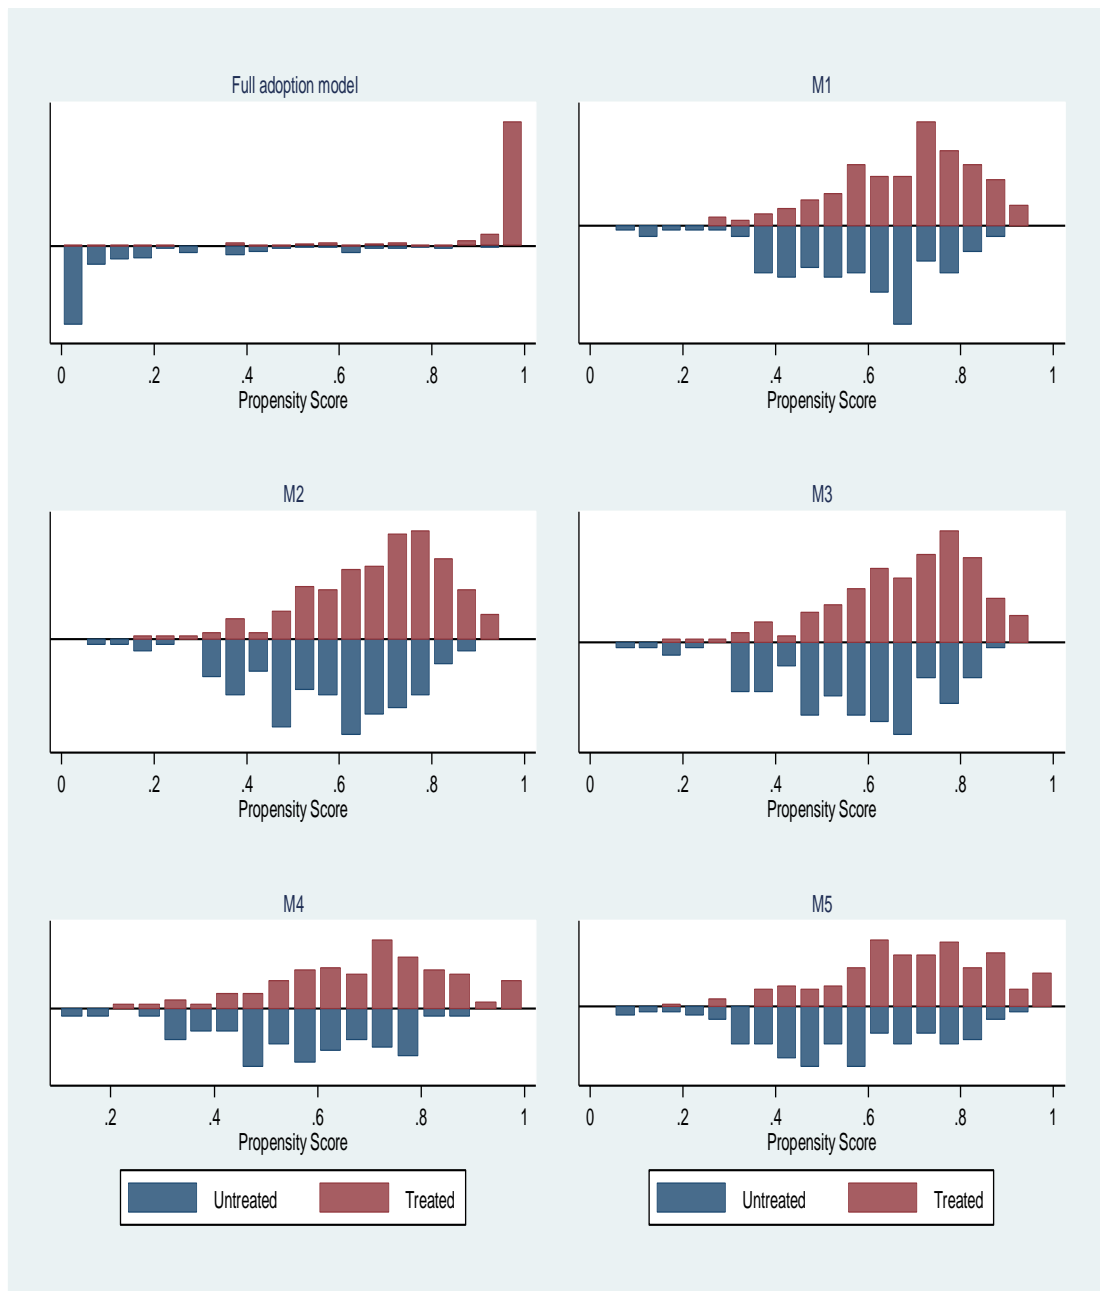 Full adoption model
0 .2 .4 .6 .8 1
Propensity Score
M1
0 .2 .4 .6 .8 1
Propensity Score
M2
0 .2 .4 .6 .8 1
Propensity Score
M3
0 .2 .4 .6 .8 1
Propensity Score
M4
.2 .4 .6 .8 1
Propensity Score
Untreated Treated
M5
0 .2 .4 .6 .8 1
Propensity Score
Untreated Treated